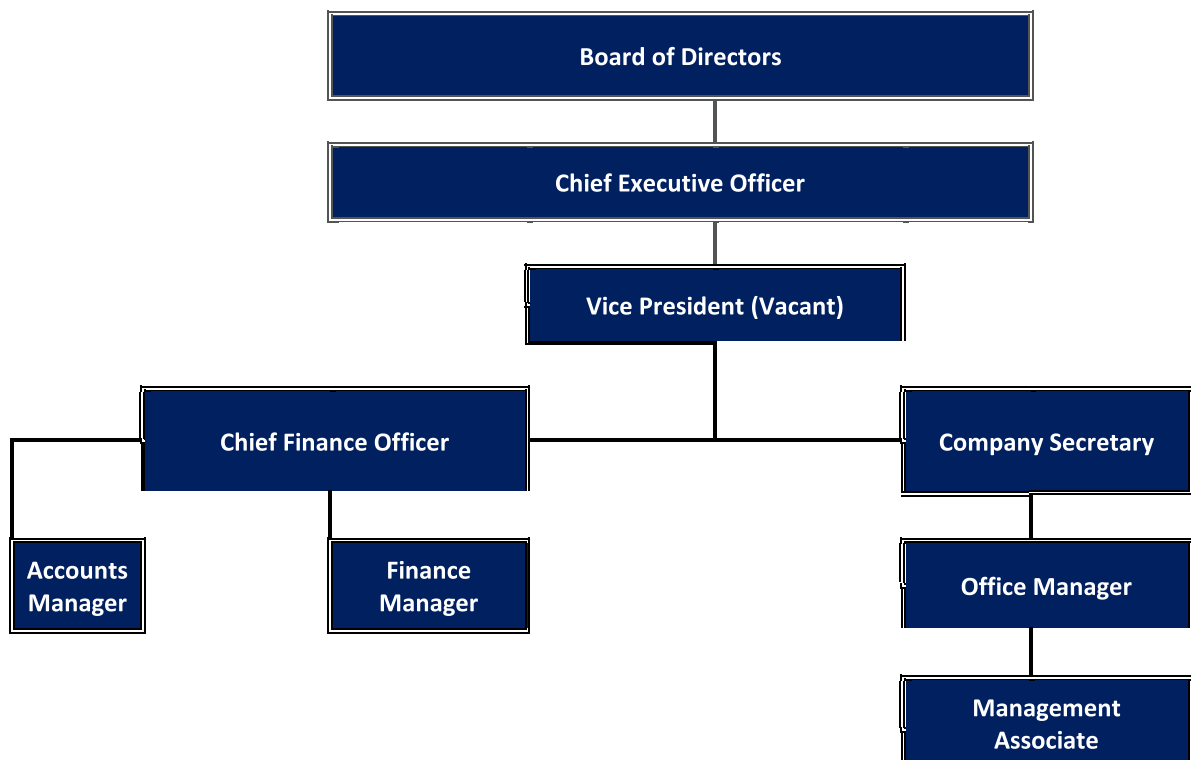 Board of Directors
Chief Executive Officer
Vice President (Vacant)
Chief Finance Officer
Company Secretary
Accounts
Manager
Finance
Manager
Office Manager
Management
Associate